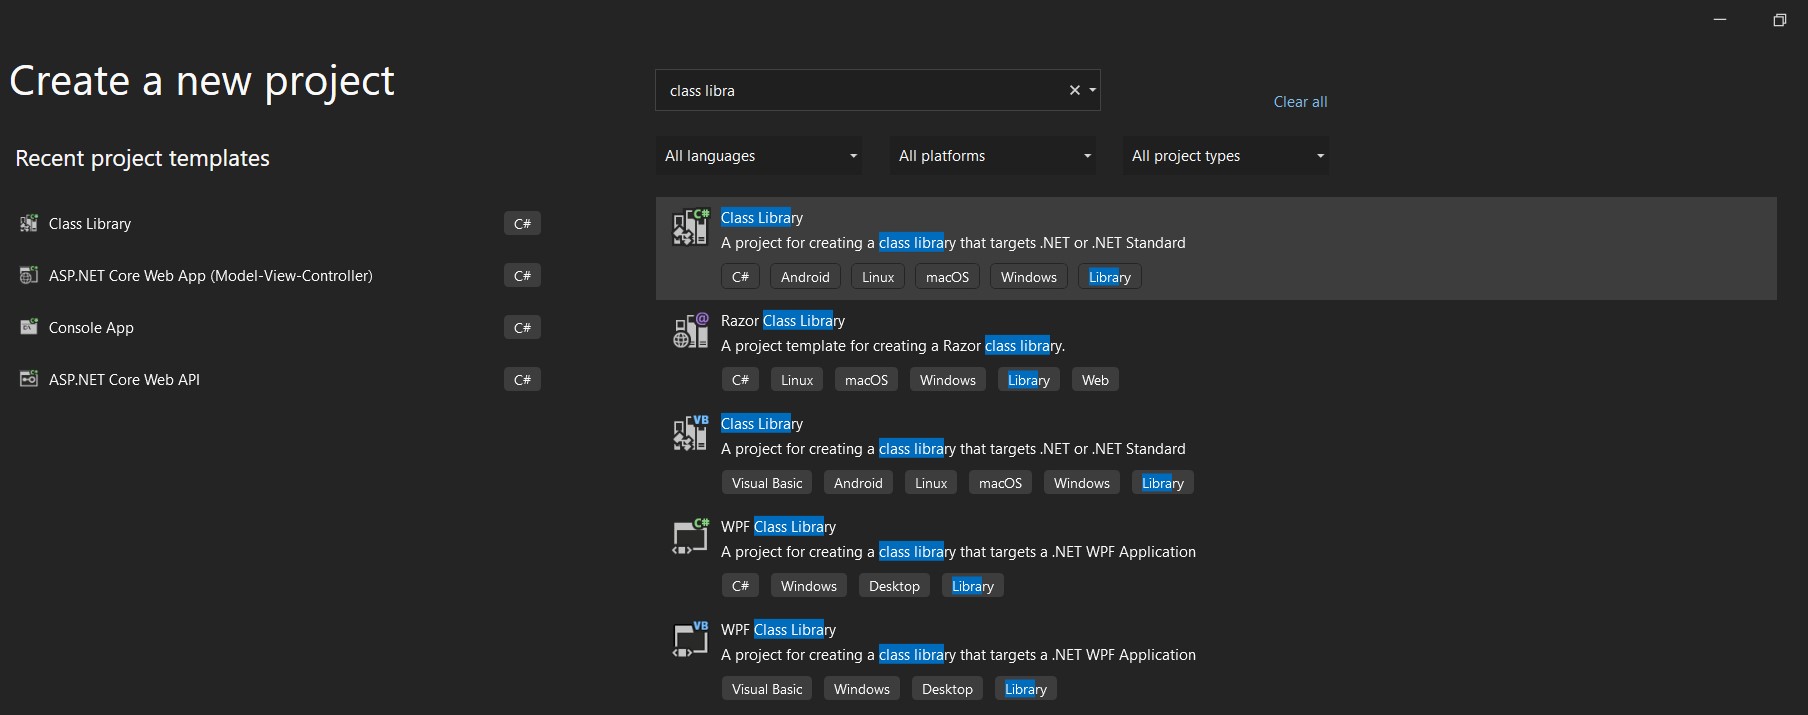 Create a new project
Recent project templates
Class Library C#
ASP.NET Core Web App (Model-View-Controller) C#
Console App C#
ASP.NET Core Web API C#
class libra
Clear all
All languages All platforms All project types
C#
Class Library
A project for creating a class library that targets .NET or .NET Standard
C# Android Linux macOS Windows Library
@
Razor Class Library
A project template for creating a Razor class library.
C# Linux macOS Windows Library Web
VB
Class Library
A project for creating a class library that targets .NET or .NET Standard
Visual Basic Android Linux macOS Windows Library
C#
WPF Class Library
A project for creating a class library that targets a .NET WPF Application
C# Windows Desktop Library
VB
WPF Class Library
A project for creating a class library that targets a .NET WPF Application
Visual Basic Windows Desktop Library